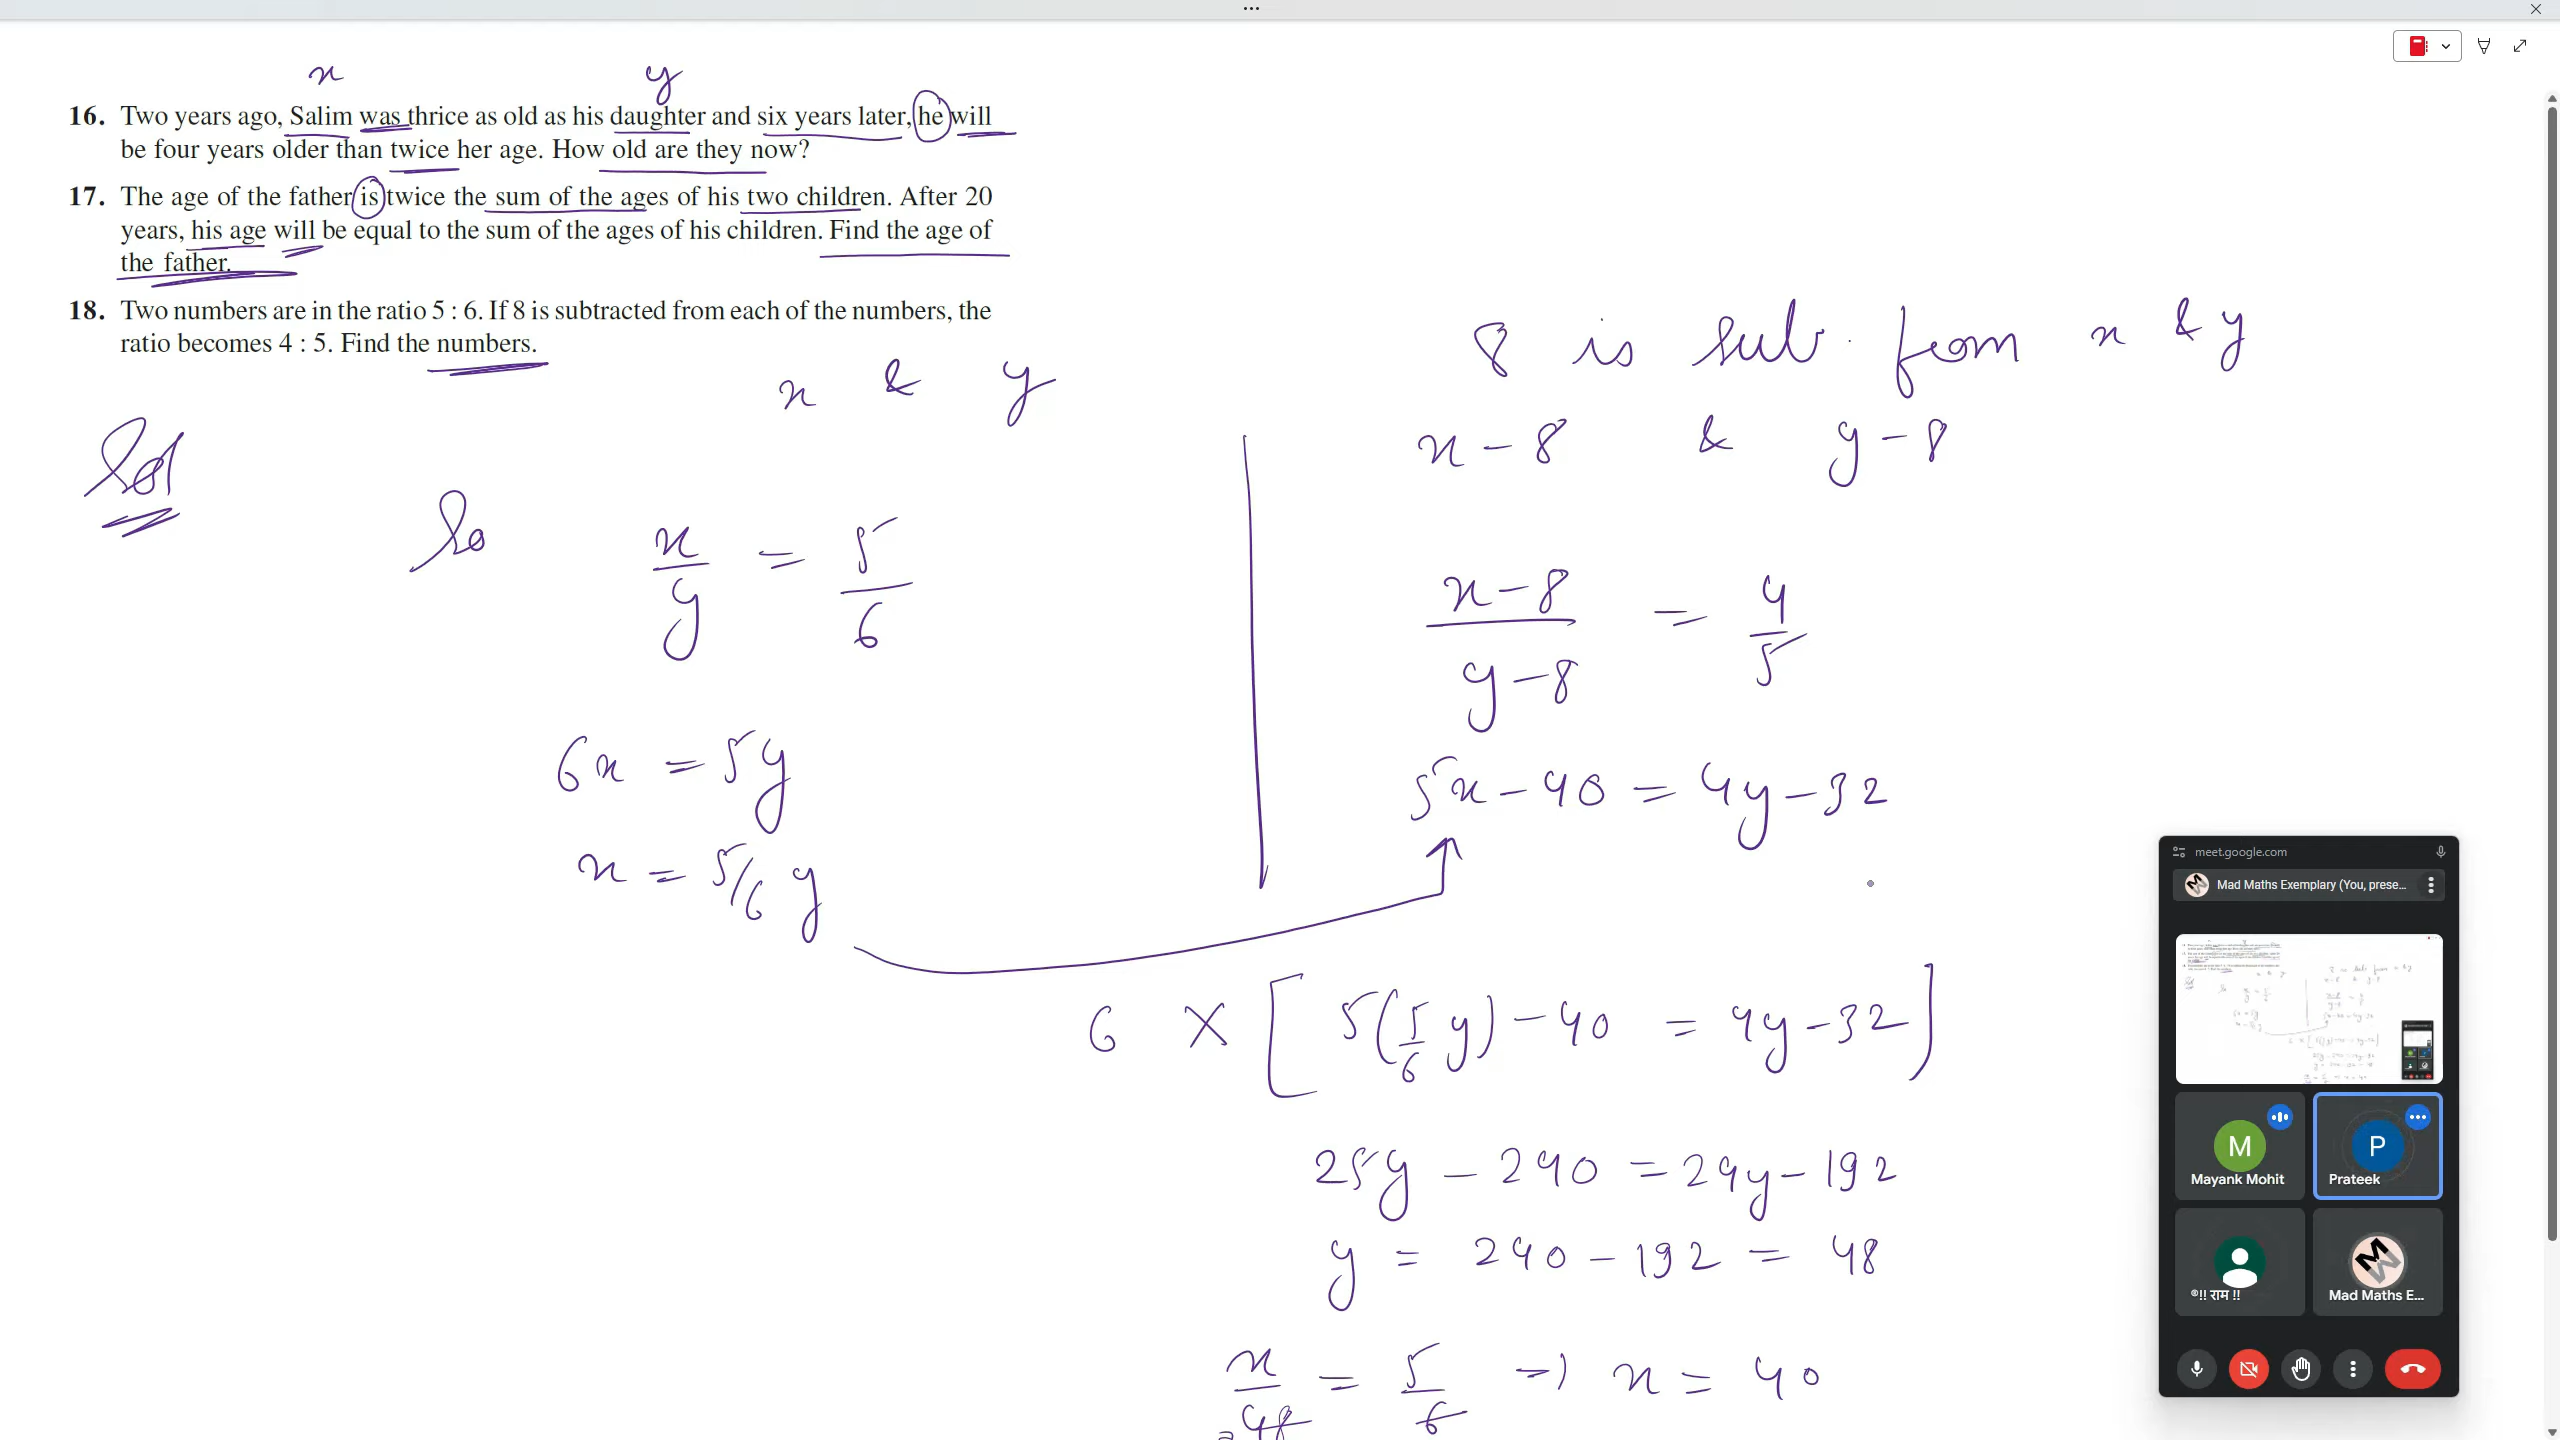 x y
16. Two years ago, Salim was thrice as old as his daughter and six years later, he will
be four years older than twice her age. How old are they now?
17. The age of the father is twice the sum of the ages of his two children. After 20
years, his age will be equal to the sum of the ages of his children. Find the age of
the father.
18. Two numbers are in the ratio 5 : 6. If 8 is subtracted from each of the numbers, the
ratio becomes 4 : 5. Find the numbers.
x & y
Sol
So x/y = 5/6
6x = 5y
x = 5/6 y
8 is sub. from x & y
x - 8 & y - 8
x-8/y-8 = 4/5
5x - 40 = 4y - 32
6 × [ 5(5/6 y) - 40 = 4y - 32 ]
25y - 240 = 24y - 192
y = 240 - 192 = 48
x/48 = 5/6 ⇒ x = 40
meet.google.com
Mad Maths Exemplary (You, prese...
M
Mayank Mohit
P
Prateek
®!! राम !!
Mad Maths E...